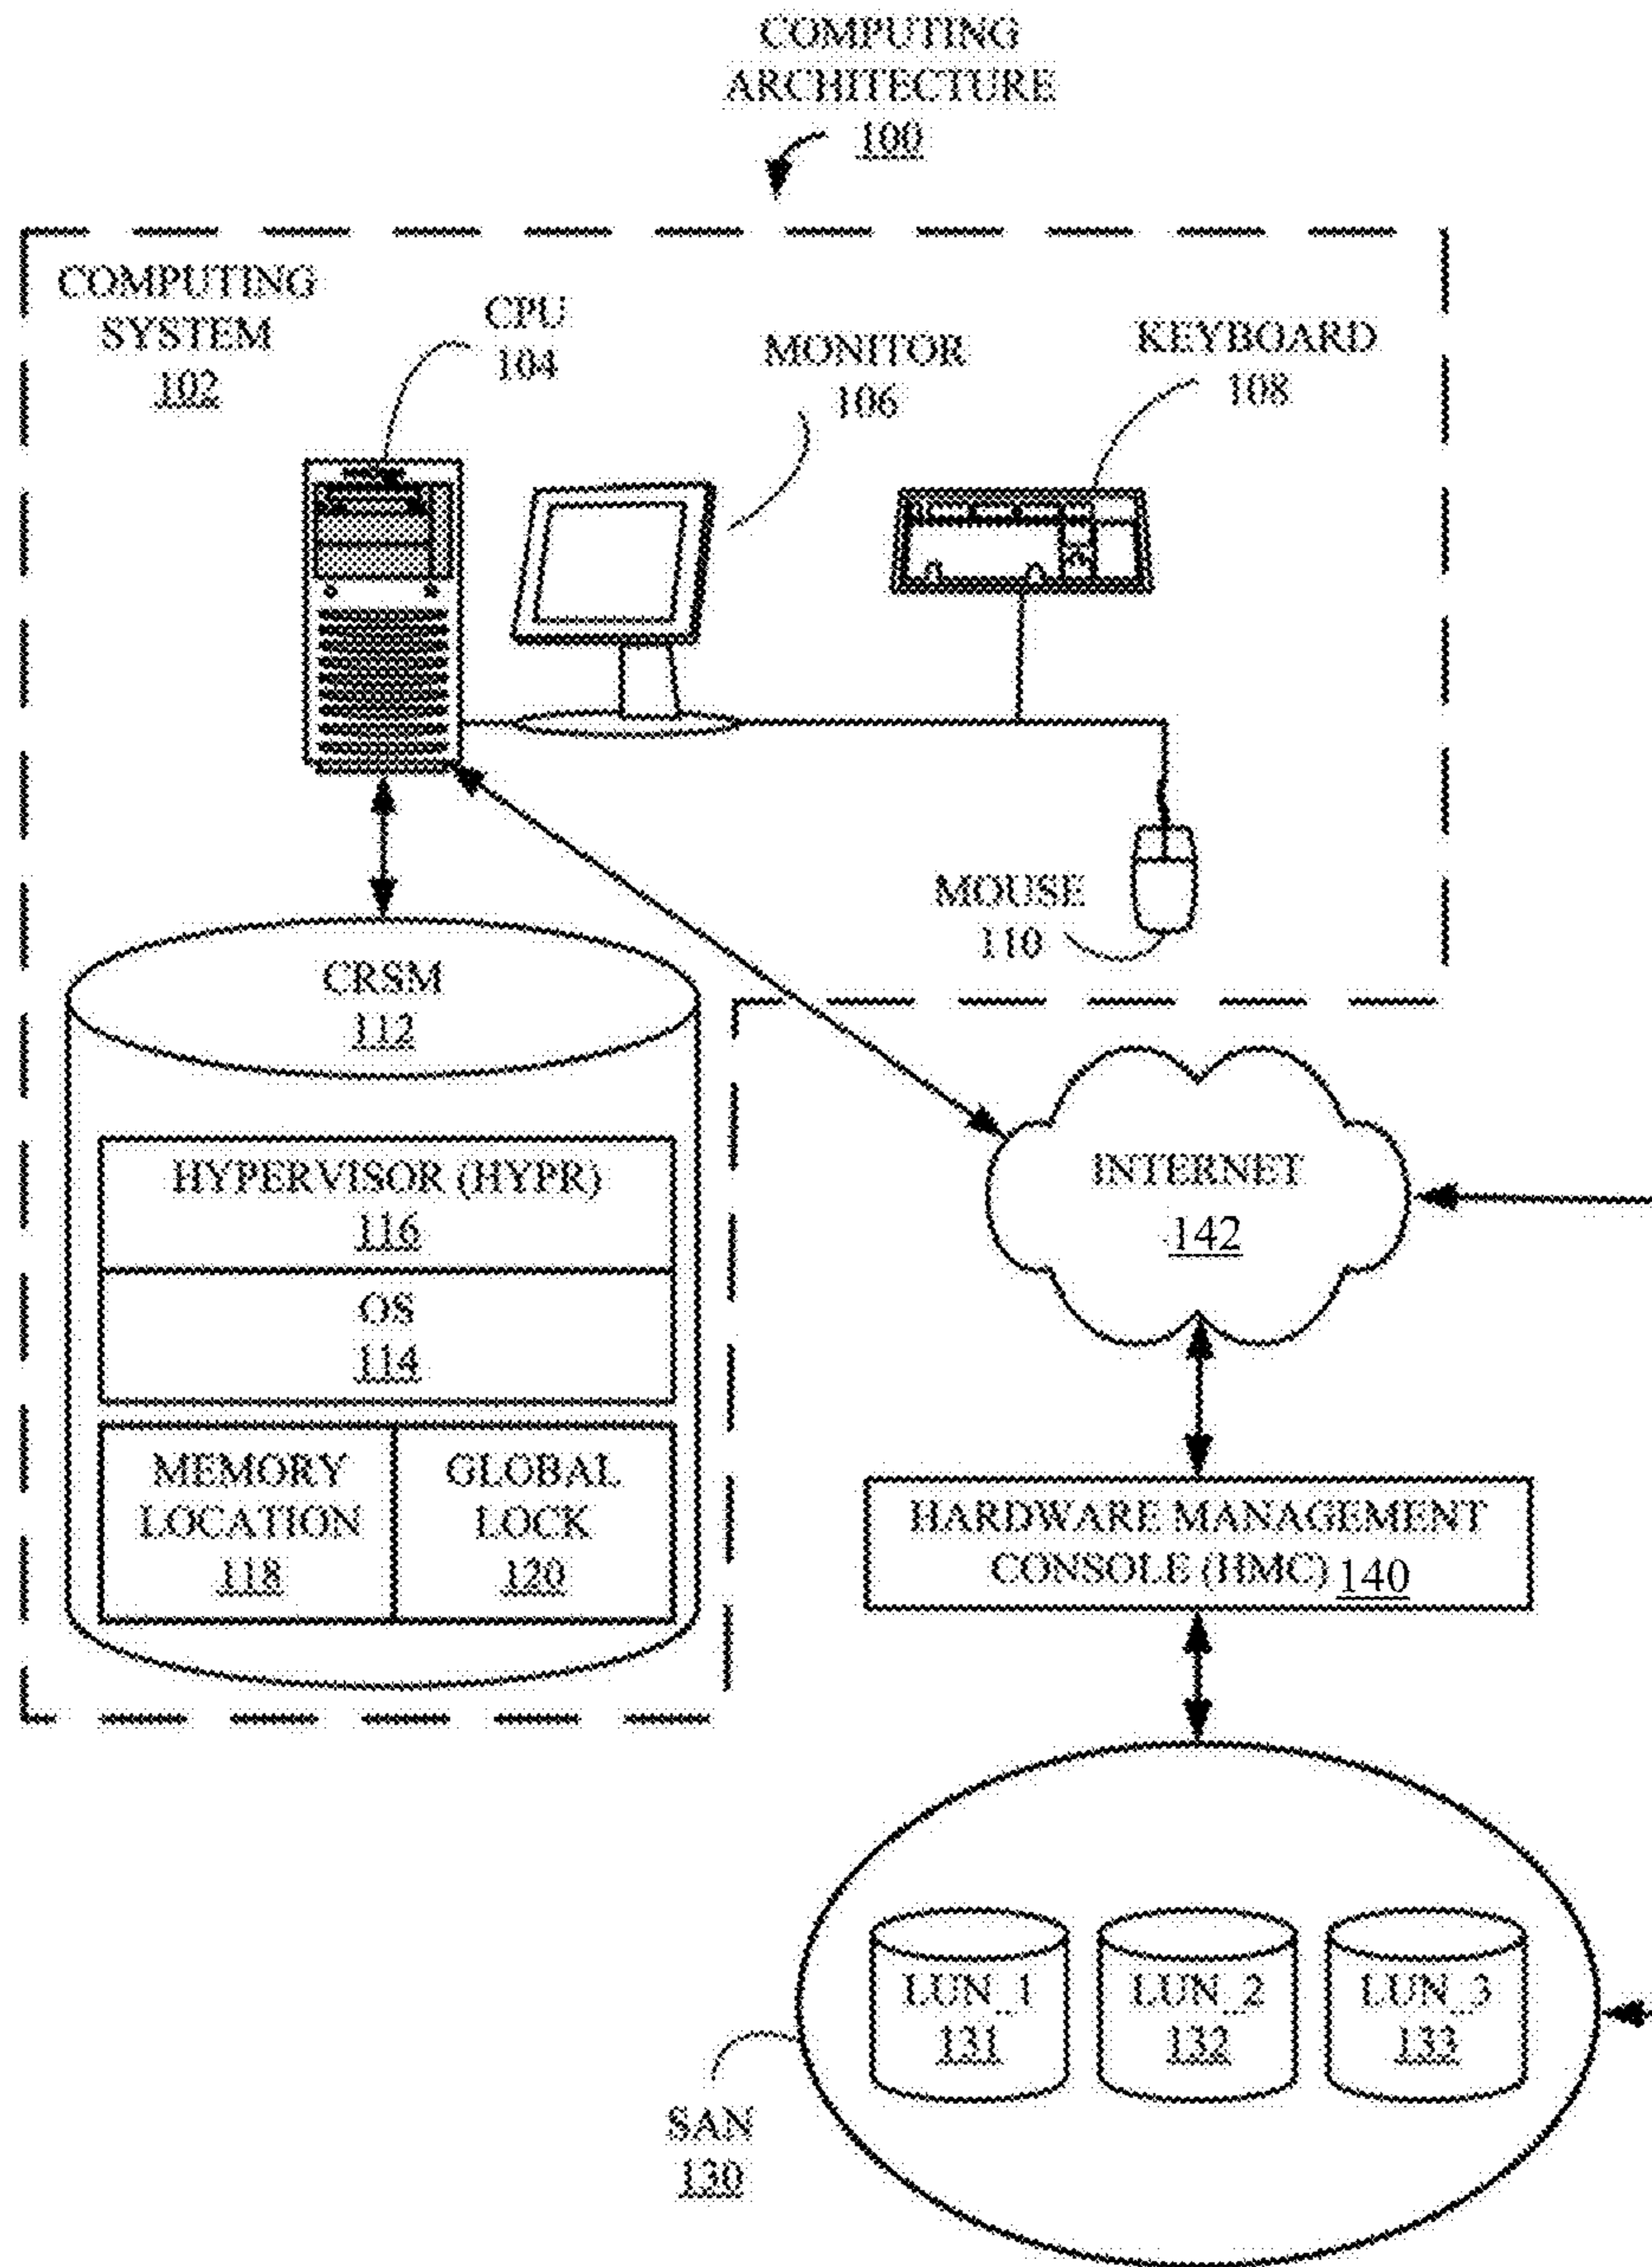 COMPUTING
ARCHITECTURE
100
COMPUTING
SYSTEM
102
CPU
104
MONITOR
106
KEYBOARD
108
MOUSE
110
CRSM
112
HYPERVISOR (HYPR)
116
OS
114
MEMORY
LOCATION
118
GLOBAL
LOCK
120
INTERNET
142
HARDWARE MANAGEMENT
CONSOLE (HMC) 140
LUN_1
131
LUN_2
132
LUN_3
133
SAN
130